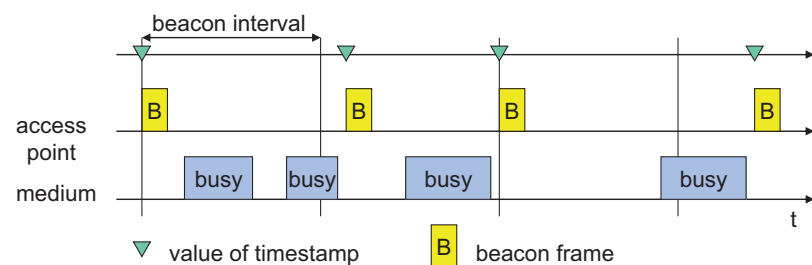 beacon interval
B B B B
access
point
busy busy busy busy
medium
t
value of timestamp B beacon frame